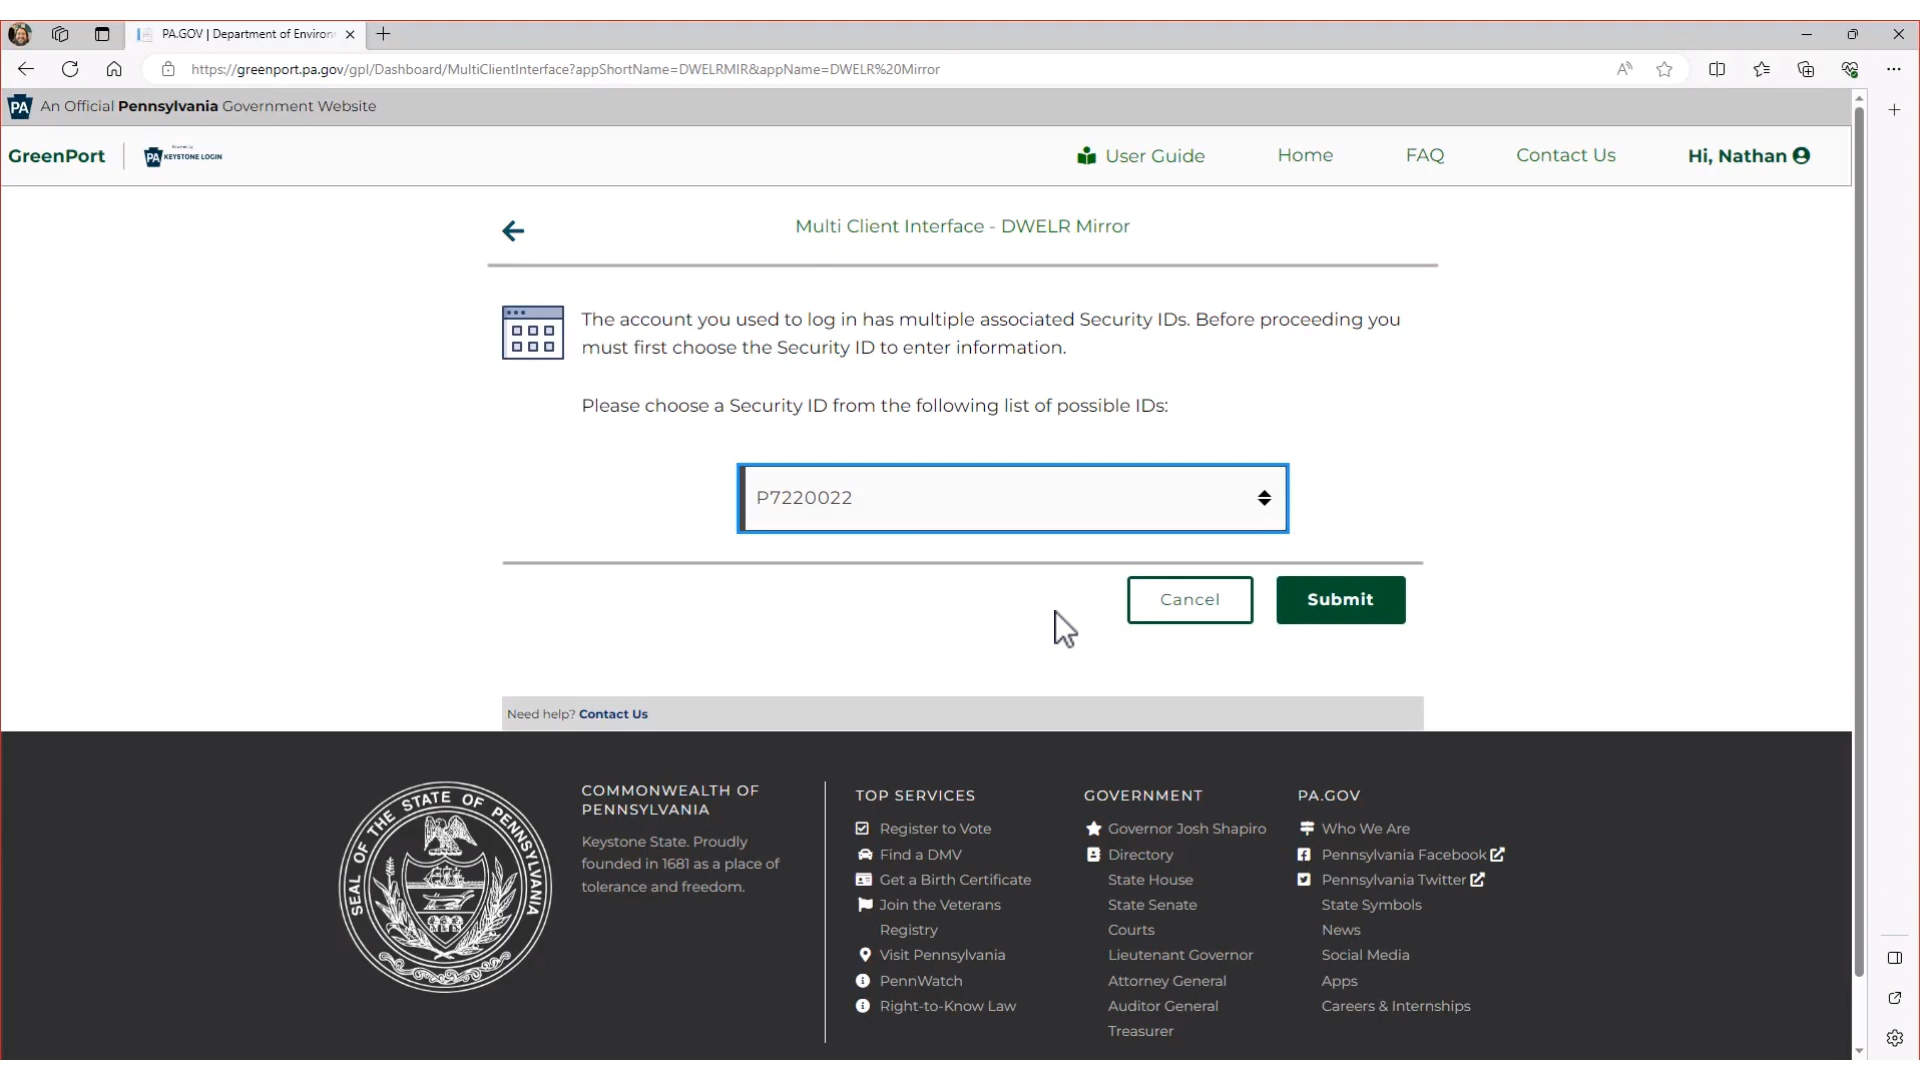 PA.GOV | Department of Environ
https://greenport.pa.gov/gpl/Dashboard/MultiClientInterface?appShortName=DWELRMIR&appName=DWELR%20Mirror
PA An Official Pennsylvania Government Website
GreenPort
PA KEYSTONE LOGIN
User Guide
Home
FAQ
Contact Us
Hi, Nathan
Multi Client Interface - DWELR Mirror
The account you used to log in has multiple associated Security IDs. Before proceeding you
must first choose the Security ID to enter information.
Please choose a Security ID from the following list of possible IDs:
P7220022
Cancel
Submit
Need help? Contact Us
SEAL OF THE STATE OF PENNSYLVANIA
COMMONWEALTH OF
PENNSYLVANIA
Keystone State. Proudly
founded in 1681 as a place of
tolerance and freedom.
TOP SERVICES
Register to Vote
Find a DMV
Get a Birth Certificate
Join the Veterans
Registry
Visit Pennsylvania
PennWatch
Right-to-Know Law
GOVERNMENT
Governor Josh Shapiro
Directory
State House
State Senate
Courts
Lieutenant Governor
Attorney General
Auditor General
Treasurer
PA.GOV
Who We Are
Pennsylvania Facebook
Pennsylvania Twitter
State Symbols
News
Social Media
Apps
Careers & Internships